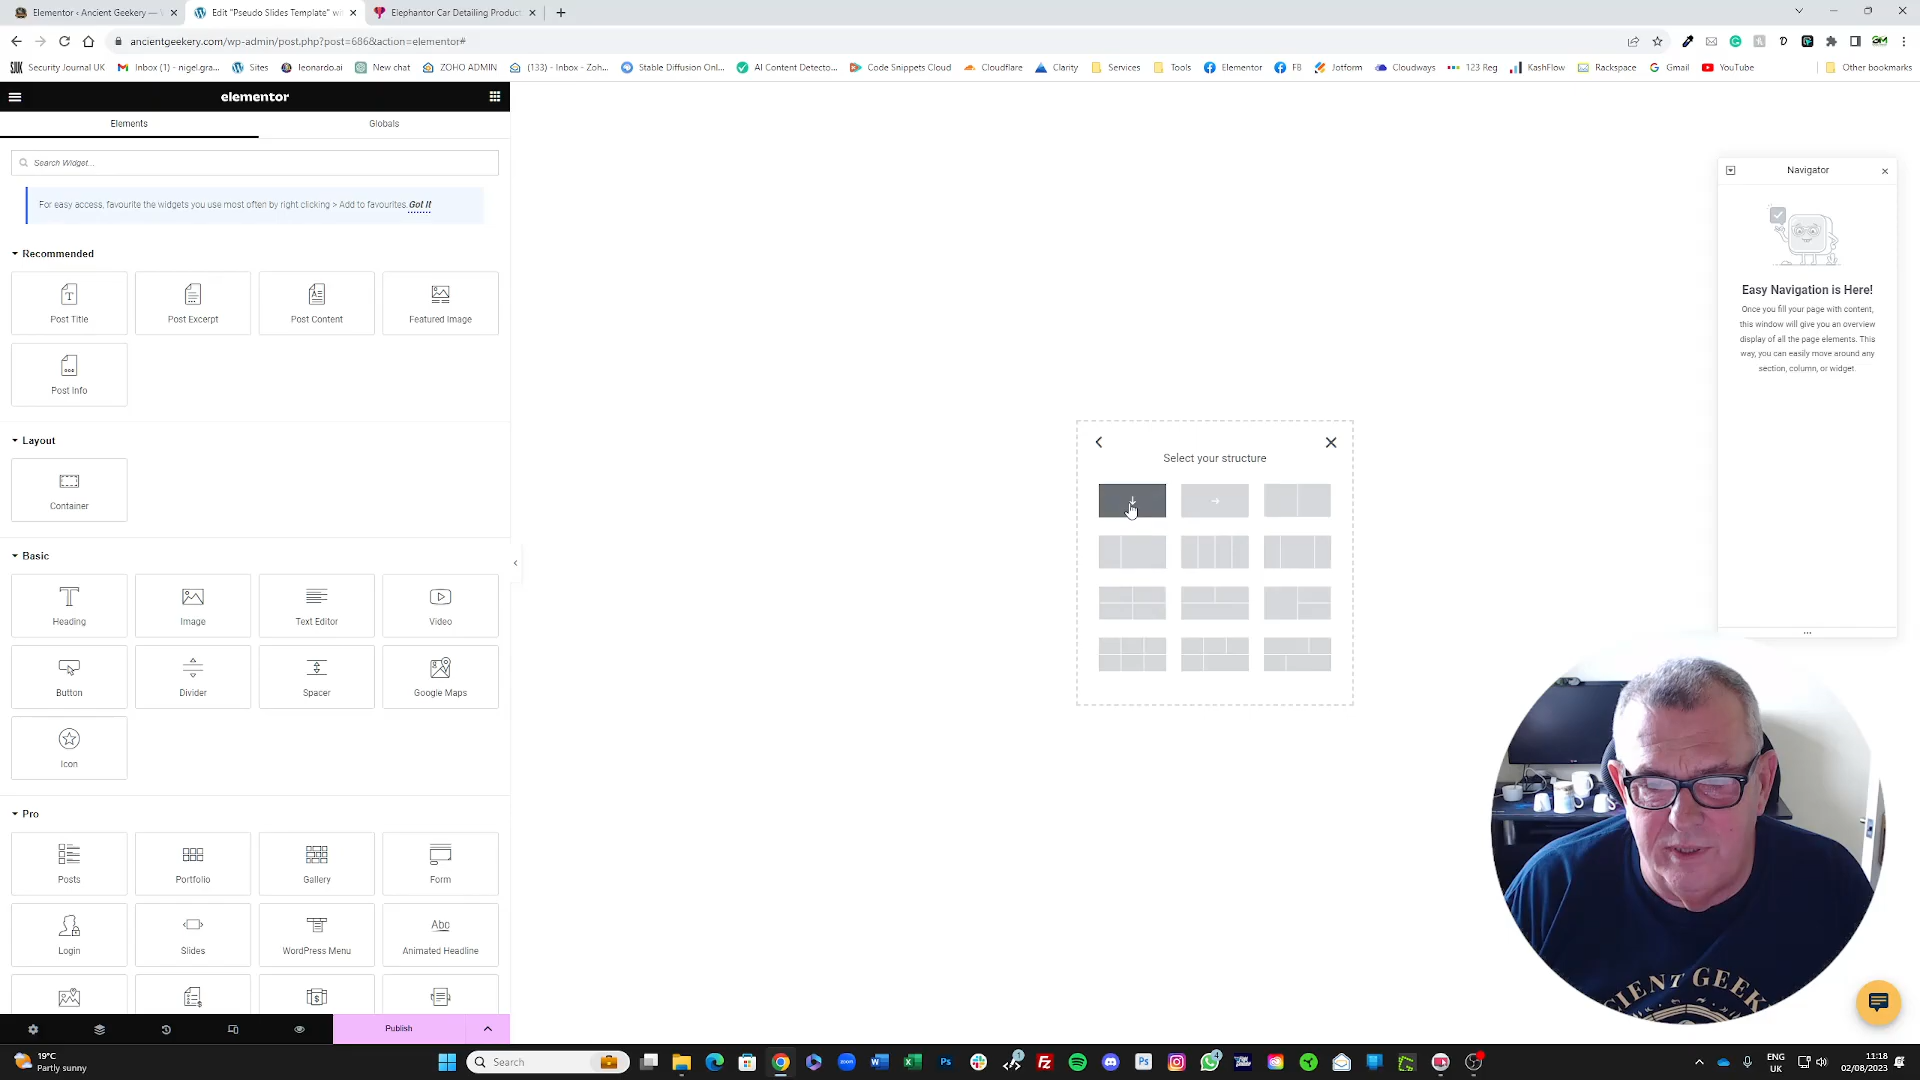 Elementor ‹ Ancient Geekery —
Edit "Pseudo Slides Template" wi
Elephantor Car Detailing Product
ancientgeekery.com/wp-admin/post.php?post=686&action=elementor#
SJUK Security Journal UK
Inbox (1) - nigel.gra...
Sites
leonardo.ai
New chat
ZOHO ADMIN
(133) - Inbox - Zoh...
Stable Diffusion Onl...
AI Content Detecto...
Code Snippets Cloud
Cloudflare
Clarity
Services
Tools
Elementor
FB
Jotform
Cloudways
123 Reg
KashFlow
Rackspace
Gmail
YouTube
Other bookmarks
elementor
Elements
Globals
Search Widget...
For easy access, favourite the widgets you use most often by right clicking > Add to favourites. Got It
Recommended
Post Title
Post Excerpt
Post Content
Featured Image
Post Info
Layout
Container
Basic
Heading
Image
Text Editor
Video
Button
Divider
Spacer
Google Maps
Icon
Pro
Posts
Portfolio
Gallery
Form
Login
Slides
WordPress Menu
Abc
Animated Headline
Publish
Select your structure
Navigator
Easy Navigation is Here!
Once you fill your page with content,
this window will give you an overview
display of all the page elements. This
way, you can easily move around any
section, column, or widget.
CIENT GEEK
19°C
Partly sunny
Search
ENG
UK
11:18
02/08/2023